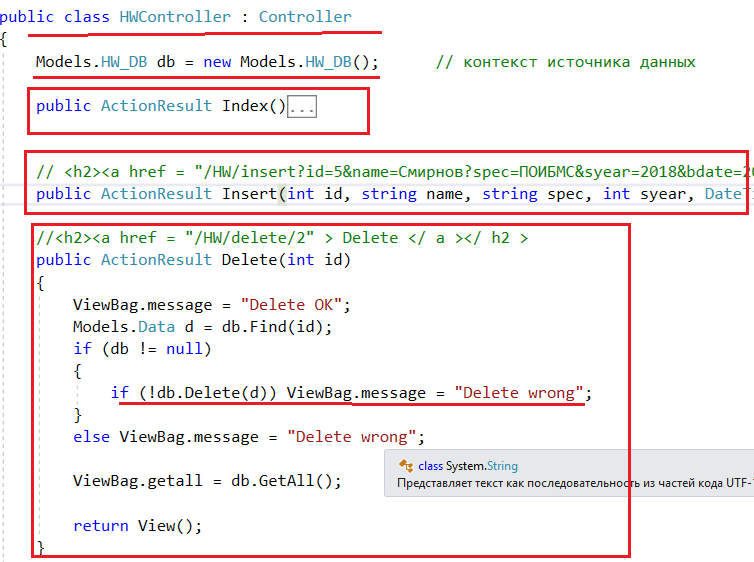 public class HWController : Controller
{
Models.HW_DB db = new Models.HW_DB(); // контекст источника данных
public ActionResult Index()...
// <h2><a href = "/HW/insert?id=5&name=Смирнов?spec=ПОИБМС&syear=2018&bdate=20
public ActionResult Insert(int id, string name, string spec, int syear, DateTi
//<h2><a href = "/HW/delete/2" > Delete </ a ></ h2 >
public ActionResult Delete(int id)
{
ViewBag.message = "Delete OK";
Models.Data d = db.Find(id);
if (db != null)
{
if (!db.Delete(d)) ViewBag.message = "Delete wrong";
}
else ViewBag.message = "Delete wrong";
class System.String
Представляет текст как последовательность из частей кода UTF-1
ViewBag.getall = db.GetAll();
return View();
}